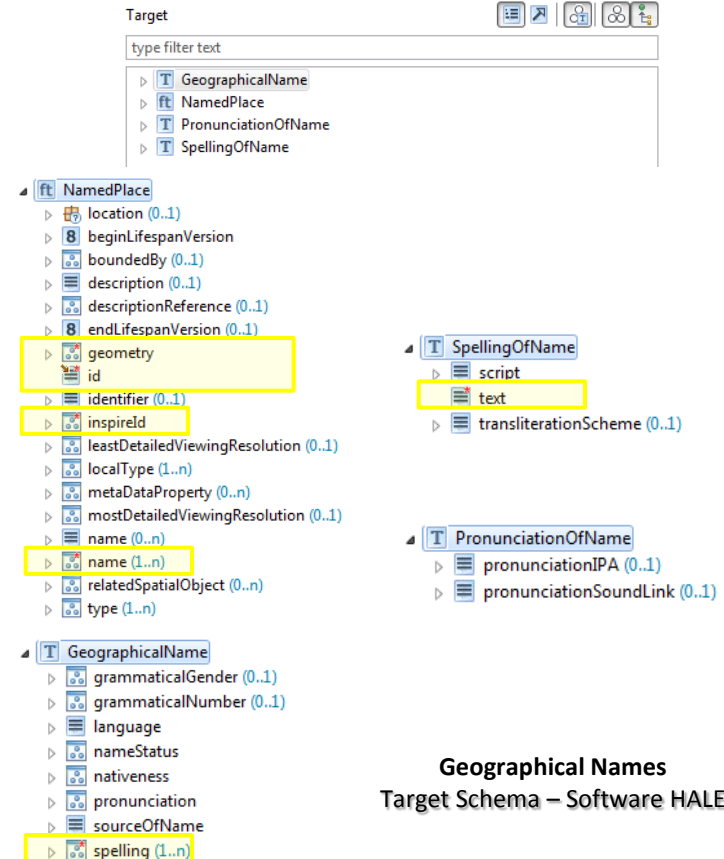 Target
type filter text
T GeographicalName
ft NamedPlace
T PronunciationOfName
T SpellingOfName
ft NamedPlace
location (0..1)
8 beginLifespanVersion
boundedBy (0..1)
description (0..1)
descriptionReference (0..1)
8 endLifespanVersion (0..1)
geometry
id
identifier (0..1)
inspireId
leastDetailedViewingResolution (0..1)
localType (1..n)
metaDataProperty (0..n)
mostDetailedViewingResolution (0..1)
name (0..n)
name (1..n)
relatedSpatialObject (0..n)
type (1..n)
T SpellingOfName
script
text
transliterationScheme (0..1)
T PronunciationOfName
pronunciationIPA (0..1)
pronunciationSoundLink (0..1)
T GeographicalName
grammaticalGender (0..1)
grammaticalNumber (0..1)
language
nameStatus
nativeness
pronunciation
sourceOfName
spelling (1..n)
Geographical Names
Target Schema – Software HALE